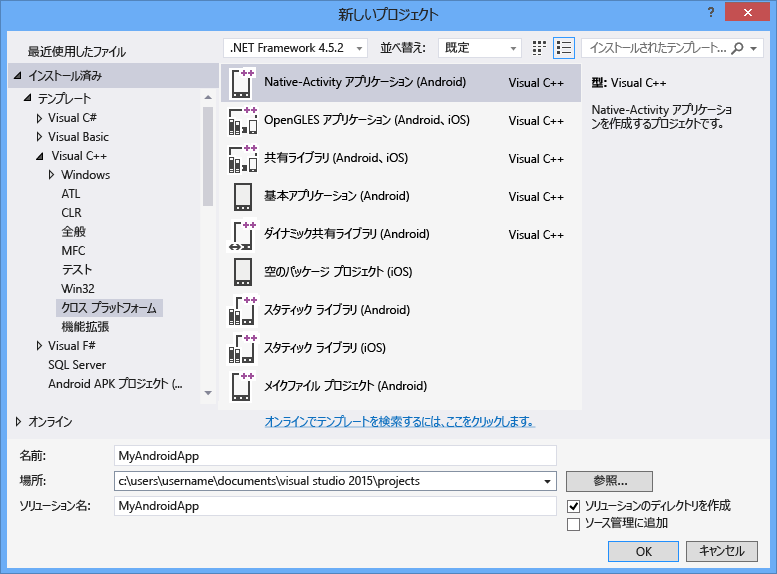 新しいプロジェクト
?
最近使用したファイル
.NET Framework 4.5.2
並べ替え:
既定
インストールされたテンプレート...
インストール済み
テンプレート
Visual C#
Visual Basic
Visual C++
Windows
ATL
CLR
全般
MFC
テスト
Win32
クロス プラットフォーム
機能拡張
Visual F#
SQL Server
Android APK プロジェクト (...
オンライン
Native-Activity アプリケーション (Android)
Visual C++
OpenGLES アプリケーション (Android、iOS)
Visual C++
共有ライブラリ (Android、iOS)
Visual C++
基本アプリケーション (Android)
Visual C++
ダイナミック共有ライブラリ (Android)
Visual C++
空のパッケージ プロジェクト (iOS)
スタティック ライブラリ (Android)
スタティック ライブラリ (iOS)
メイクファイル プロジェクト (Android)
オンラインでテンプレートを検索するには、ここをクリックします。
型: Visual C++
Native-Activity アプリケーショ
ンを作成するプロジェクトです。
名前:
MyAndroidApp
場所:
c:\users\username\documents\visual studio 2015\projects
参照...
ソリューション名:
MyAndroidApp
ソリューションのディレクトリを作成
ソース管理に追加
OK
キャンセル